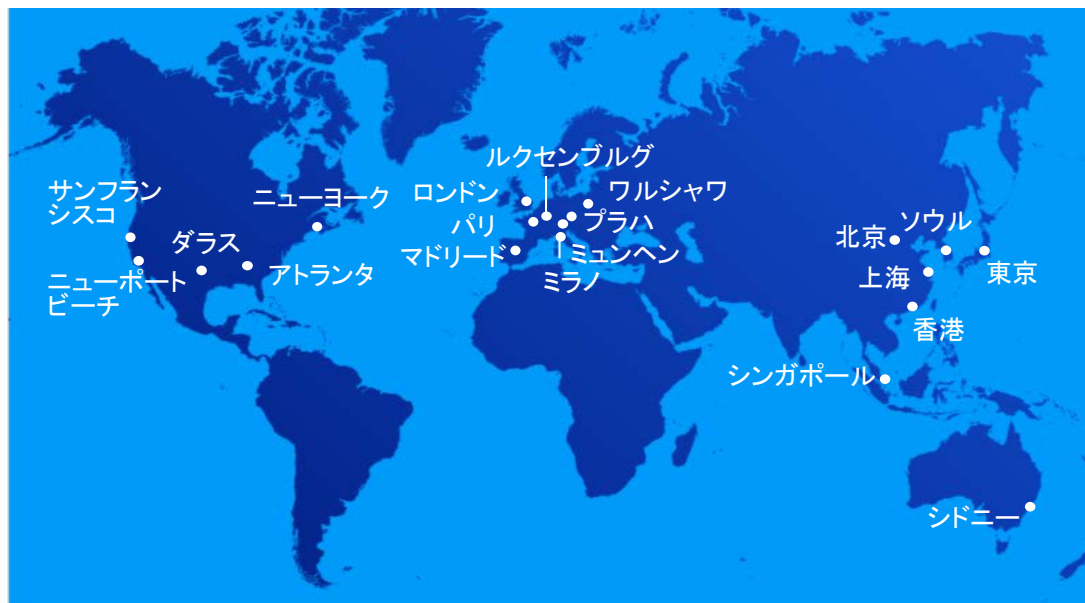 サンフラン
シスコ
ニューポート
ビーチ
ダラス
ニューヨーク
アトランタ
ルクセンブルグ
ロンドン
パリ
マドリード
ワルシャワ
プラハ
ミュンヘン
ミラノ
北京
ソウル
上海
東京
香港
シンガポール
シドニー